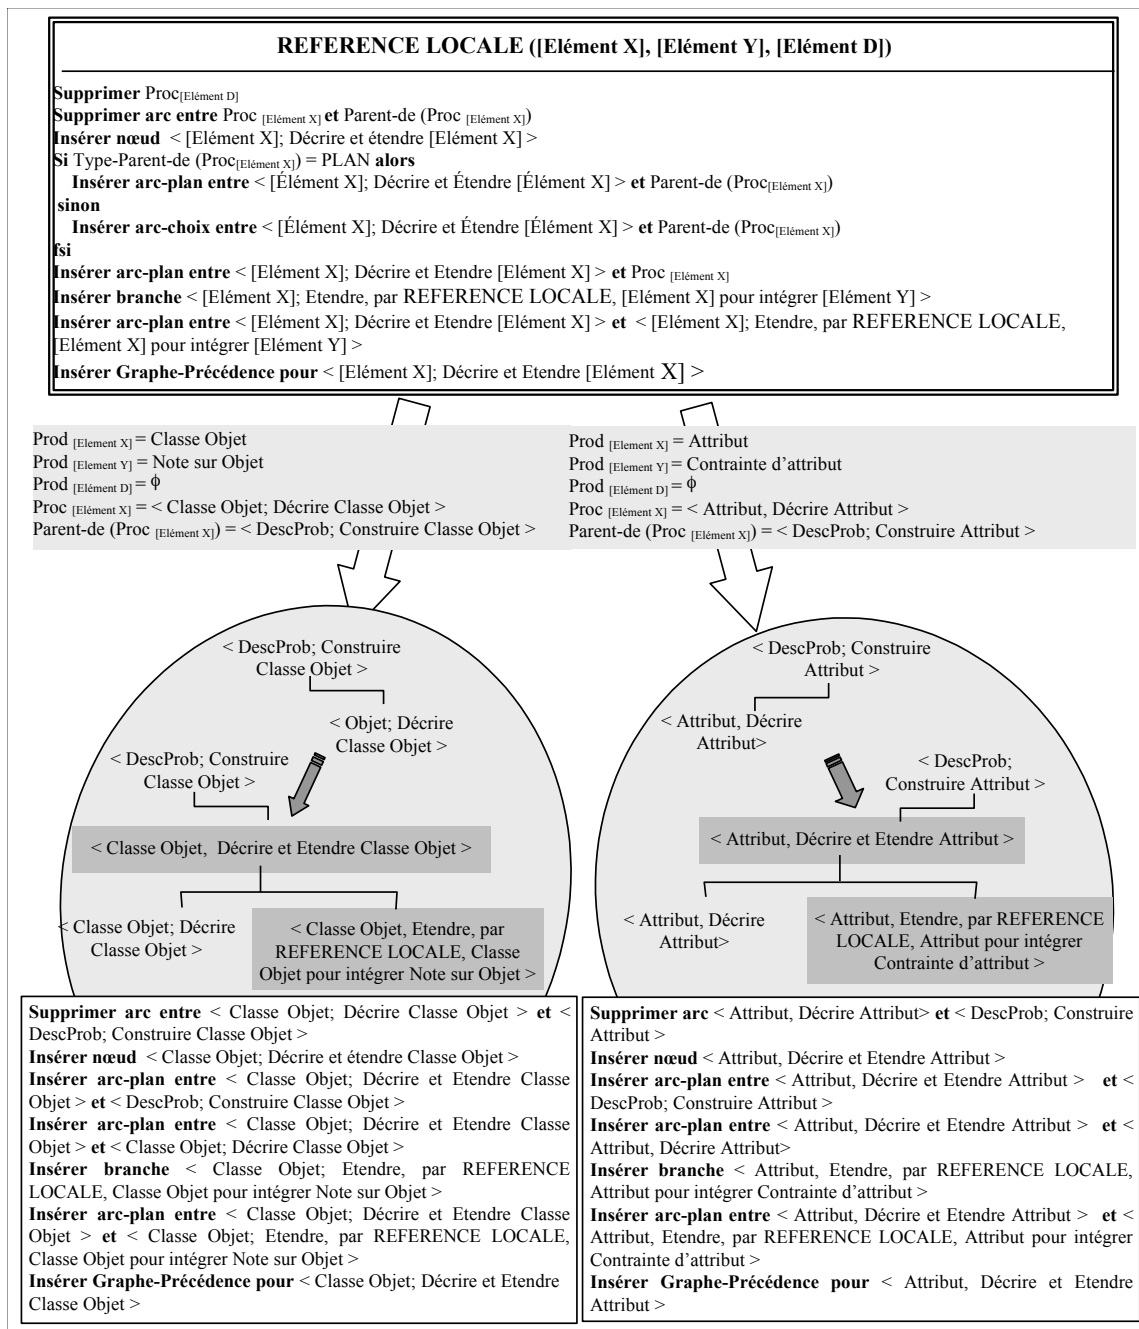 REFERENCE LOCALE ([Elément X], [Elément Y], [Elément D])
Supprimer Proc[Elément D]
Supprimer arc entre Proc [Elément X] et Parent-de (Proc [Elément X])
Insérer nœud < [Elément X]; Décrire et étendre [Elément X] >
Si Type-Parent-de (Proc[Elément X]) = PLAN alors
Insérer arc-plan entre < [Élément X]; Décrire et Étendre [Élément X] > et Parent-de (Proc[Elément X])
sinon
Insérer arc-choix entre < [Élément X]; Décrire et Étendre [Élément X] > et Parent-de (Proc[Elément X])
fsi
Insérer arc-plan entre < [Elément X]; Décrire et Etendre [Elément X] > et Proc [Elément X]
Insérer branche < [Elément X]; Etendre, par REFERENCE LOCALE, [Elément X] pour intégrer [Elément Y] >
Insérer arc-plan entre < [Elément X]; Décrire et Etendre [Elément X] > et < [Elément X]; Etendre, par REFERENCE LOCALE,
[Elément X] pour intégrer [Elément Y] >
Insérer Graphe-Précédence pour < [Elément X]; Décrire et Etendre [Elément X] >
Prod [Element X] = Classe Objet
Prod [Element Y] = Note sur Objet
Prod [Elément D] = ϕ
Proc [Elément X] = < Classe Objet; Décrire Classe Objet >
Parent-de (Proc [Elément X]) = < DescProb; Construire Classe Objet >
Prod [Element X] = Attribut
Prod [Element Y] = Contrainte d'attribut
Prod [Elément D] = ϕ
Proc [Elément X] = < Attribut, Décrire Attribut >
Parent-de (Proc [Elément X]) = < DescProb; Construire Attribut >
< DescProb; Construire
Classe Objet >
< Objet; Décrire
Classe Objet >
< DescProb; Construire
Classe Objet >
< Classe Objet, Décrire et Etendre Classe Objet >
< Classe Objet; Décrire
Classe Objet >
< Classe Objet, Etendre, par
REFERENCE LOCALE, Classe
Objet pour intégrer Note sur Objet >
< DescProb; Construire
Attribut >
< Attribut, Décrire
Attribut>
< DescProb;
Construire Attribut >
< Attribut, Décrire et Etendre Attribut >
< Attribut, Décrire
Attribut>
< Attribut, Etendre, par REFERENCE
LOCALE, Attribut pour intégrer
Contrainte d'attribut >
Supprimer arc entre < Classe Objet; Décrire Classe Objet > et <
DescProb; Construire Classe Objet >
Insérer nœud < Classe Objet; Décrire et étendre Classe Objet >
Insérer arc-plan entre < Classe Objet; Décrire et Etendre Classe
Objet > et < DescProb; Construire Classe Objet >
Insérer arc-plan entre < Classe Objet; Décrire et Etendre Classe
Objet > et < Classe Objet; Décrire Classe Objet >
Insérer branche < Classe Objet; Etendre, par REFERENCE
LOCALE, Classe Objet pour intégrer Note sur Objet >
Insérer arc-plan entre < Classe Objet; Décrire et Etendre Classe
Objet > et < Classe Objet; Etendre, par REFERENCE LOCALE,
Classe Objet pour intégrer Note sur Objet >
Insérer Graphe-Précédence pour < Classe Objet; Décrire et Etendre
Classe Objet >
Supprimer arc < Attribut, Décrire Attribut> et < DescProb; Construire
Attribut >
Insérer nœud < Attribut, Décrire et Etendre Attribut >
Insérer arc-plan entre < Attribut, Décrire et Etendre Attribut > et <
DescProb; Construire Attribut >
Insérer arc-plan entre < Attribut, Décrire et Etendre Attribut > et <
Attribut, Décrire Attribut>
Insérer branche < Attribut, Etendre, par REFERENCE LOCALE,
Attribut pour intégrer Contrainte d'attribut >
Insérer arc-plan entre < Attribut, Décrire et Etendre Attribut > et <
Attribut, Etendre, par REFERENCE LOCALE, Attribut pour intégrer
Contrainte d'attribut >
Insérer Graphe-Précédence pour < Attribut, Décrire et Etendre
Attribut >